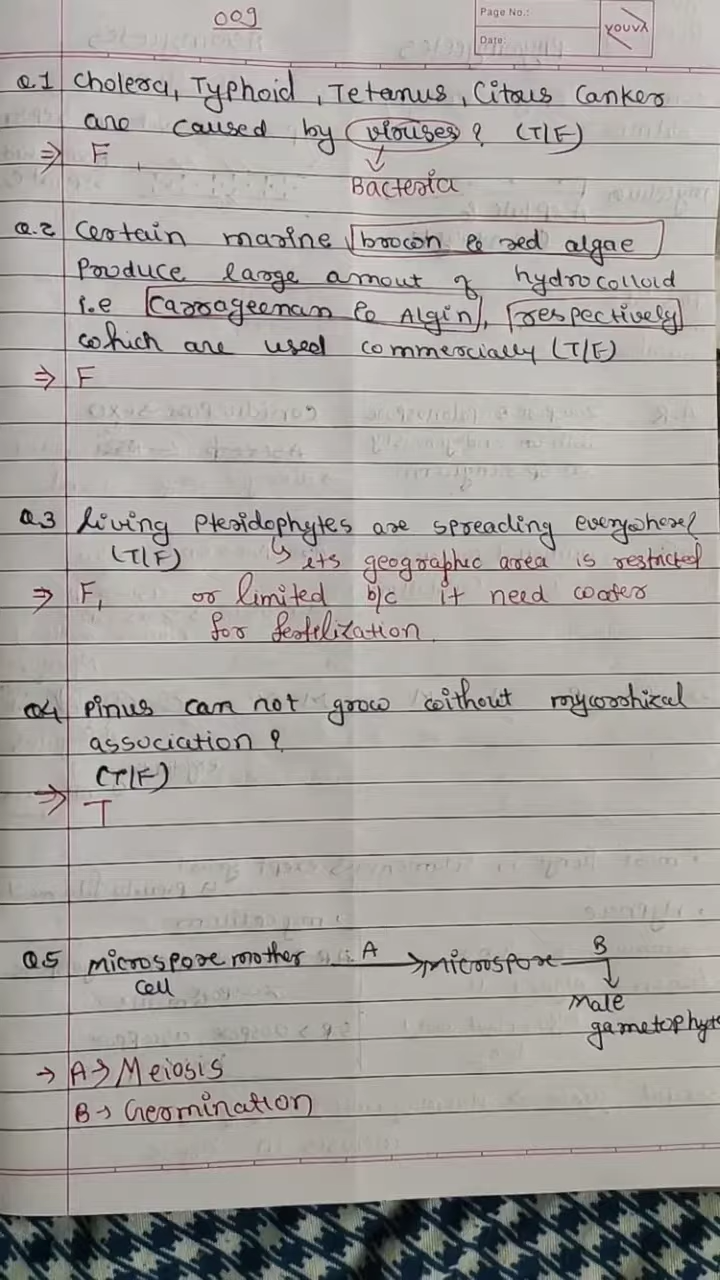 009
Page No.:
Date:
YOUVA
Q.1 Cholera, Typhoid, Tetanus, Citrus Canker
are caused by viruses? (T/F)
⇒ F
Bacteria
Q.2 Certain marine brown & red algae
Produce large amout of hydrocolloid
i.e Carrageenan & Algin, respectively
which are used commercially (T/F)
⇒ F
Q.3 living Pteridophytes are spreading everywhere?
(T/F) ↳ its geographic area is restricted
⇒ F, or limited b/c it need water
for fertilization.
Q4 Pinus can not grow without mycorrhizal
association?
(T/F)
⇒ T
Q5 microspore mother A → microspore B
cell
Male
gametophyte
→ A → Meiosis
B → Germination